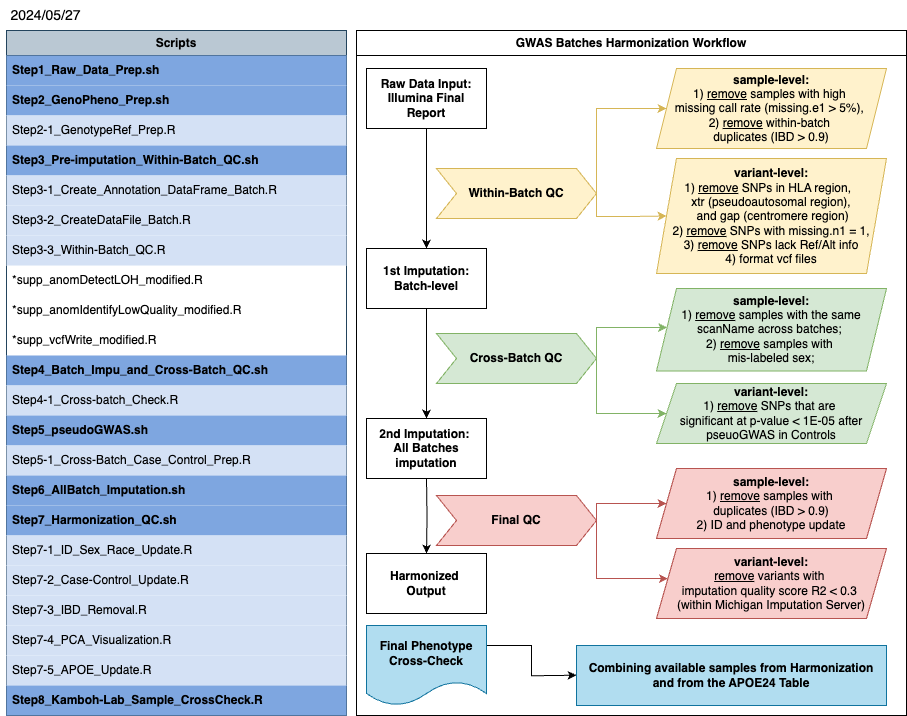 2024/05/27
Scripts
Step1_Raw_Data_Prep.sh
Step2_GenoPheno_Prep.sh
Step2-1_GenotypeRef_Prep.R
Step3_Pre-imputation_Within-Batch_QC.sh
Step3-1_Create_Annotation_DataFrame_Batch.R
Step3-2_CreateDataFile_Batch.R
Step3-3_Within-Batch_QC.R
*supp_anomDetectLOH_modified.R
*supp_anomIdentifyLowQuality_modified.R
*supp_vcfWrite_modified.R
Step4_Batch_Impu_and_Cross-Batch_QC.sh
Step4-1_Cross-batch_Check.R
Step5_pseudoGWAS.sh
Step5-1_Cross-Batch_Case_Control_Prep.R
Step6_AllBatch_Imputation.sh
Step7_Harmonization_QC.sh
Step7-1_ID_Sex_Race_Update.R
Step7-2_Case-Control_Update.R
Step7-3_IBD_Removal.R
Step7-4_PCA_Visualization.R
Step7-5_APOE_Update.R
Step8_Kamboh-Lab_Sample_CrossCheck.R
GWAS Batches Harmonization Workflow
Raw Data Input:
Illumina Final
Report
Within-Batch QC
sample-level:
1) remove samples with high
missing call rate (missing.e1 > 5%),
2) remove within-batch
duplicates (IBD > 0.9)
variant-level:
1) remove SNPs in HLA region,
xtr (pseudoautosomal region),
and gap (centromere region)
2) remove SNPs with missing.n1 = 1,
3) remove SNPs lack Ref/Alt info
4) format vcf files
1st Imputation:
Batch-level
Cross-Batch QC
sample-level:
1) remove samples with the same
scanName across batches;
2) remove samples with
mis-labeled sex;
variant-level:
1) remove SNPs that are
significant at p-value < 1E-05 after
pseuoGWAS in Controls
2nd Imputation:
All Batches
imputation
Final QC
sample-level:
1) remove samples with
duplicates (IBD > 0.9)
2) ID and phenotype update
variant-level:
remove variants with
imputation quality score R2 < 0.3
(within Michigan Imputation Server)
Harmonized
Output
Final Phenotype
Cross-Check
Combining available samples from Harmonization
and from the APOE24 Table